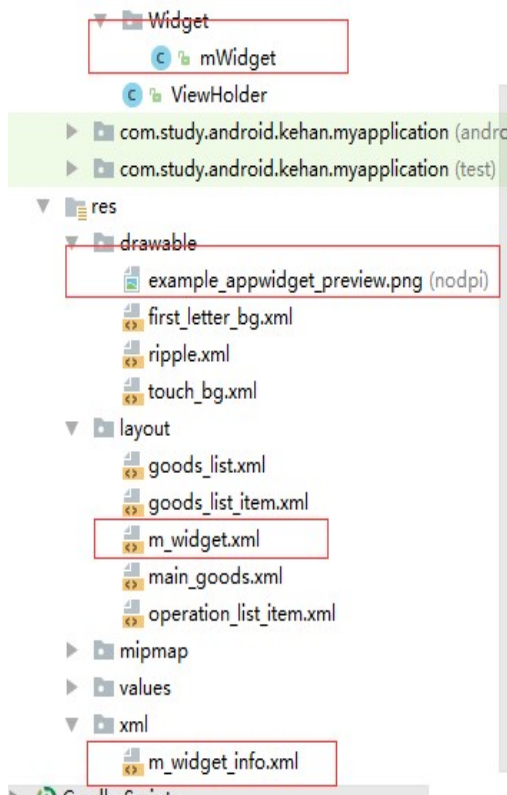 Widget
mWidget
ViewHolder
com.study.android.kehan.myapplication (andro
com.study.android.kehan.myapplication (test)
res
drawable
example_appwidget_preview.png (nodpi)
first_letter_bg.xml
ripple.xml
touch_bg.xml
layout
goods_list.xml
goods_list_item.xml
m_widget.xml
main_goods.xml
operation_list_item.xml
mipmap
values
xml
m_widget_info.xml